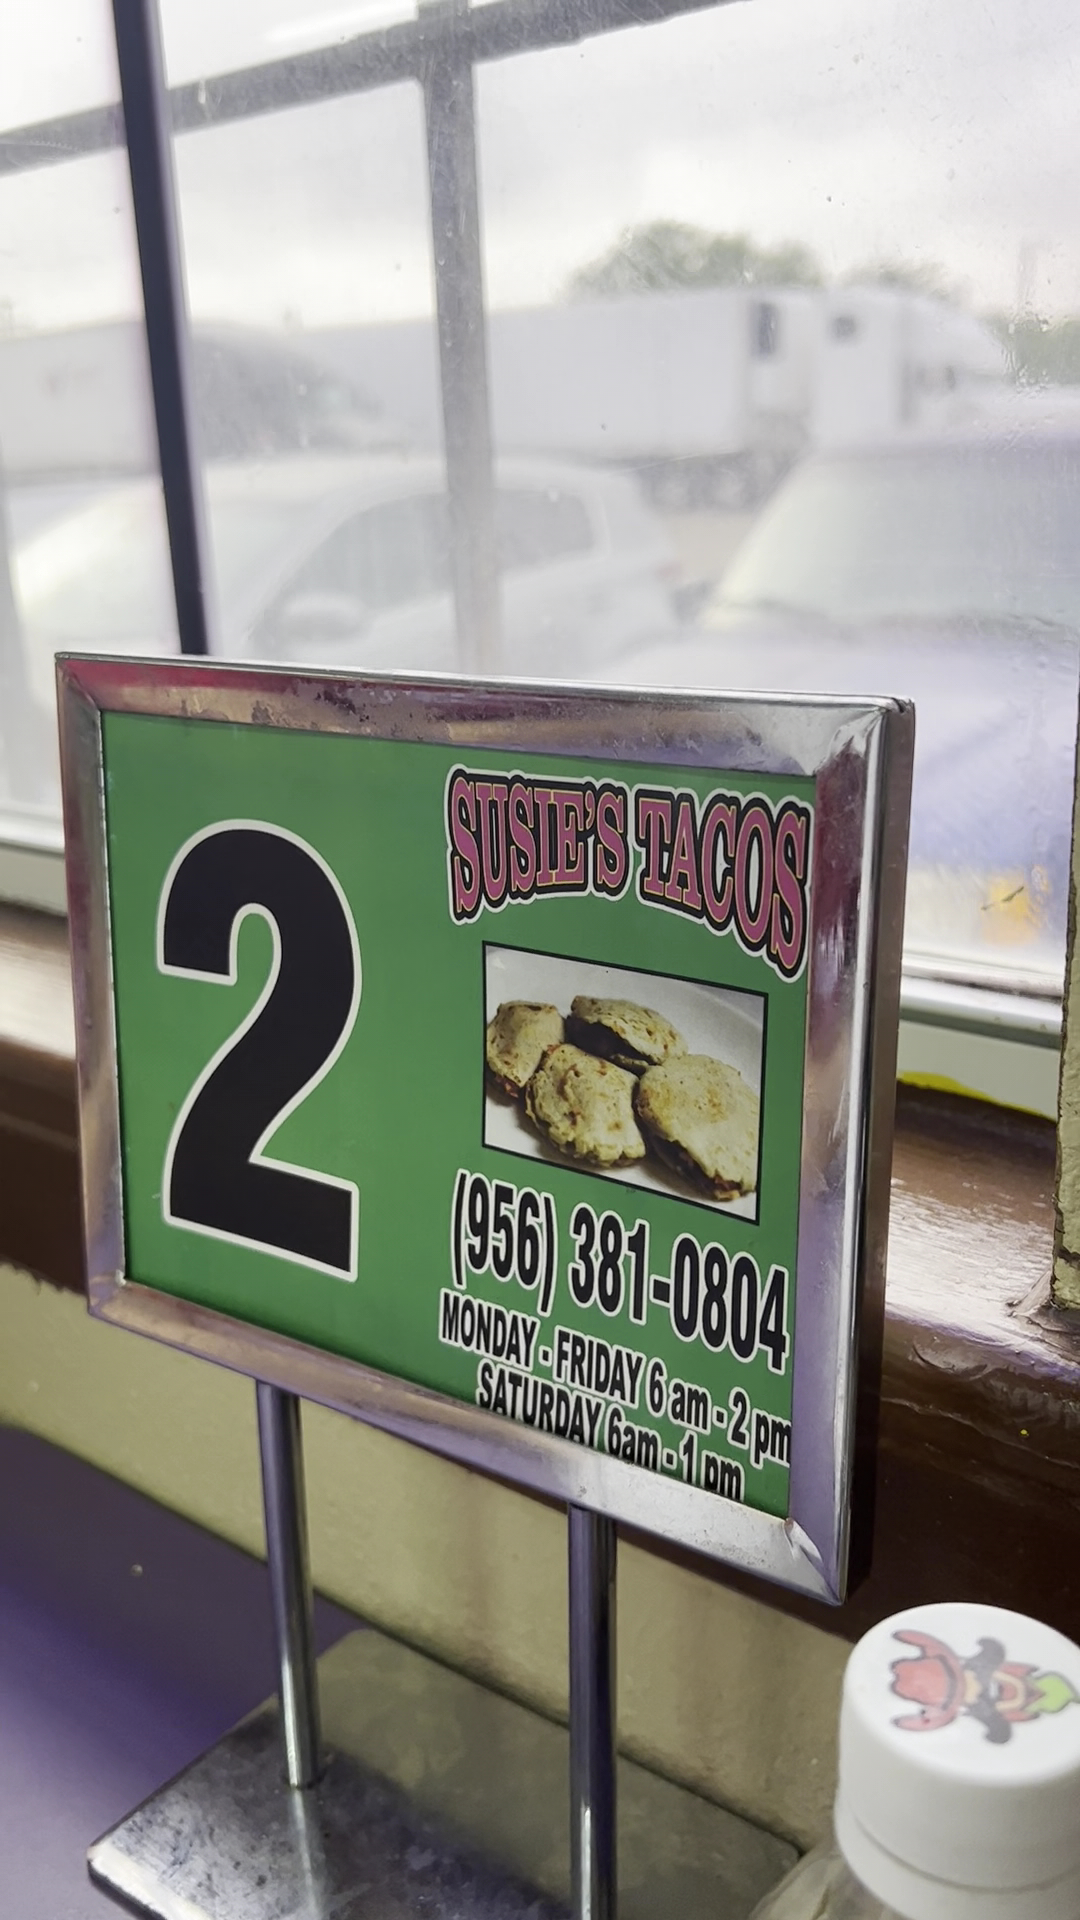 2
SUSIE'S TACOS
(956) 381-0804
MONDAY - FRIDAY 6 am - 2 pm
SATURDAY 6am - 1 pm